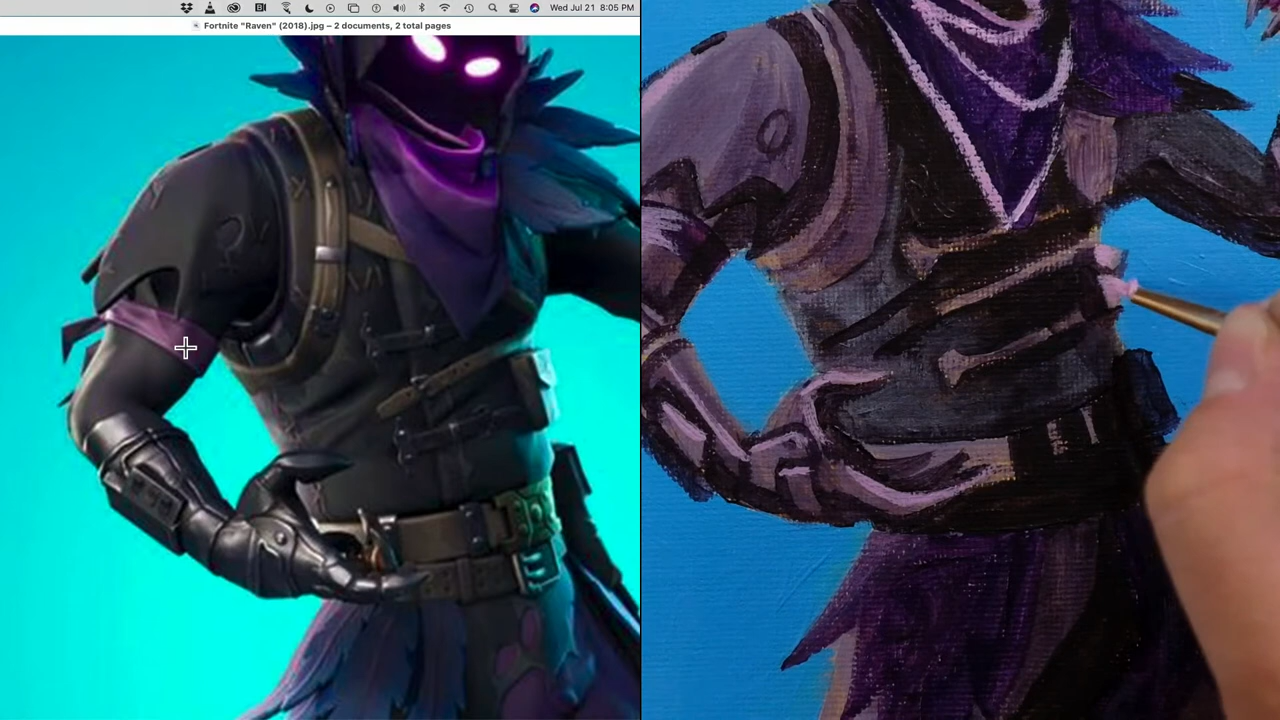 Wed Jul 21 8:05 PM
Fortnite "Raven" (2018).jpg – 2 documents, 2 total pages